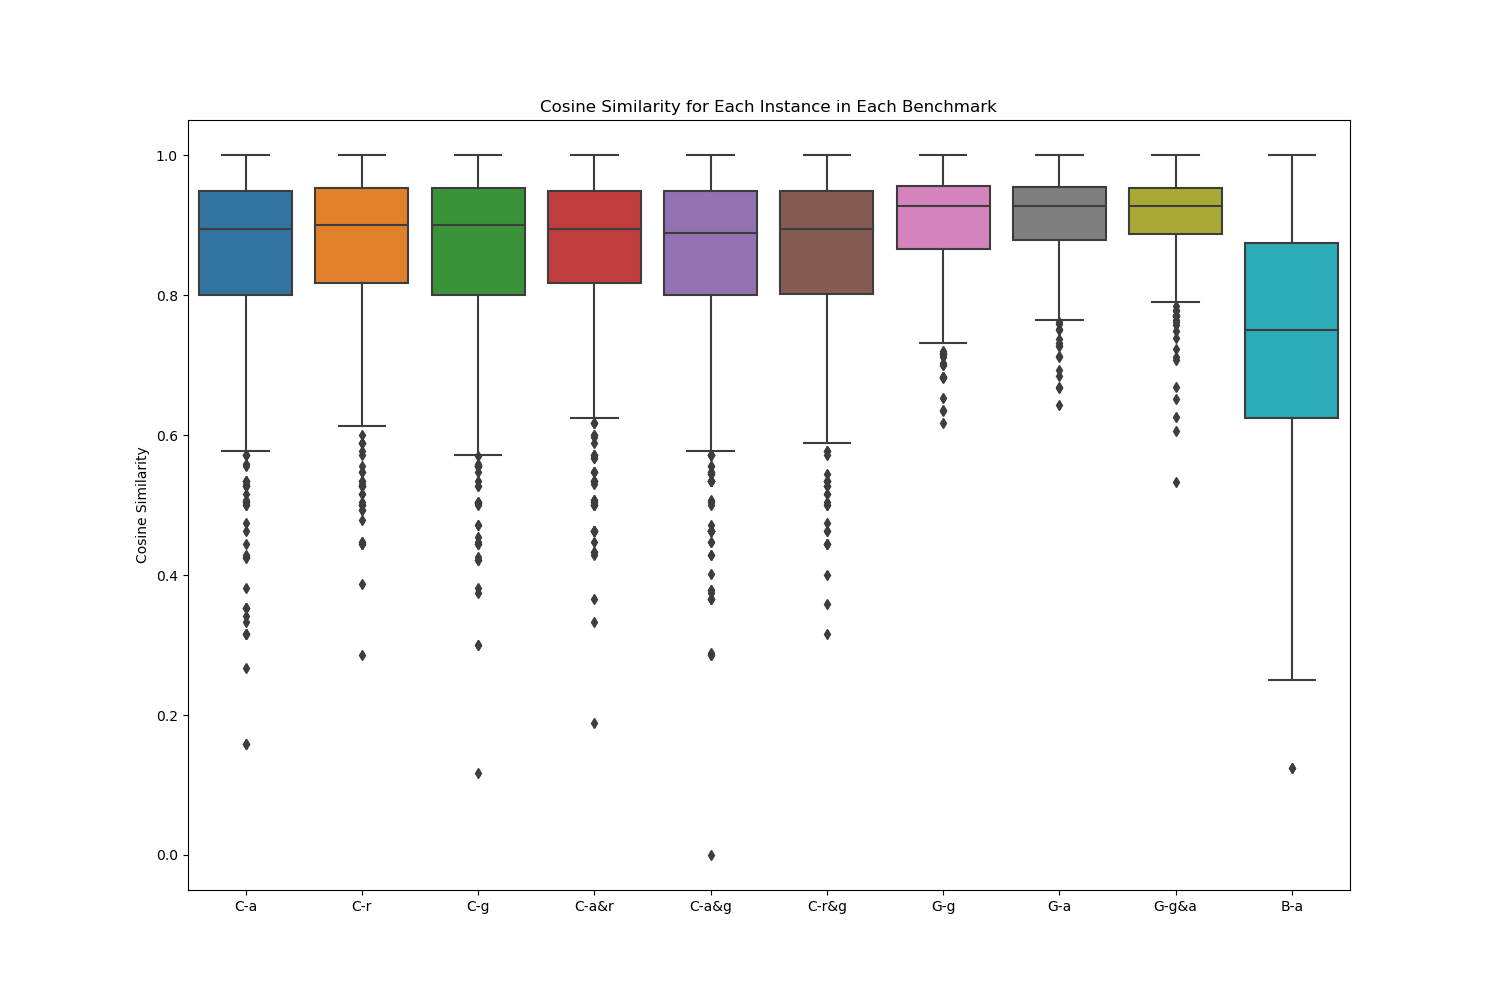 Cosine Similarity for Each Instance in Each Benchmark
Cosine Similarity
1.0
0.8
0.6
0.4
0.2
0.0
C-a C-r C-g C-a&r C-a&g C-r&g G-g G-a G-g&a B-a